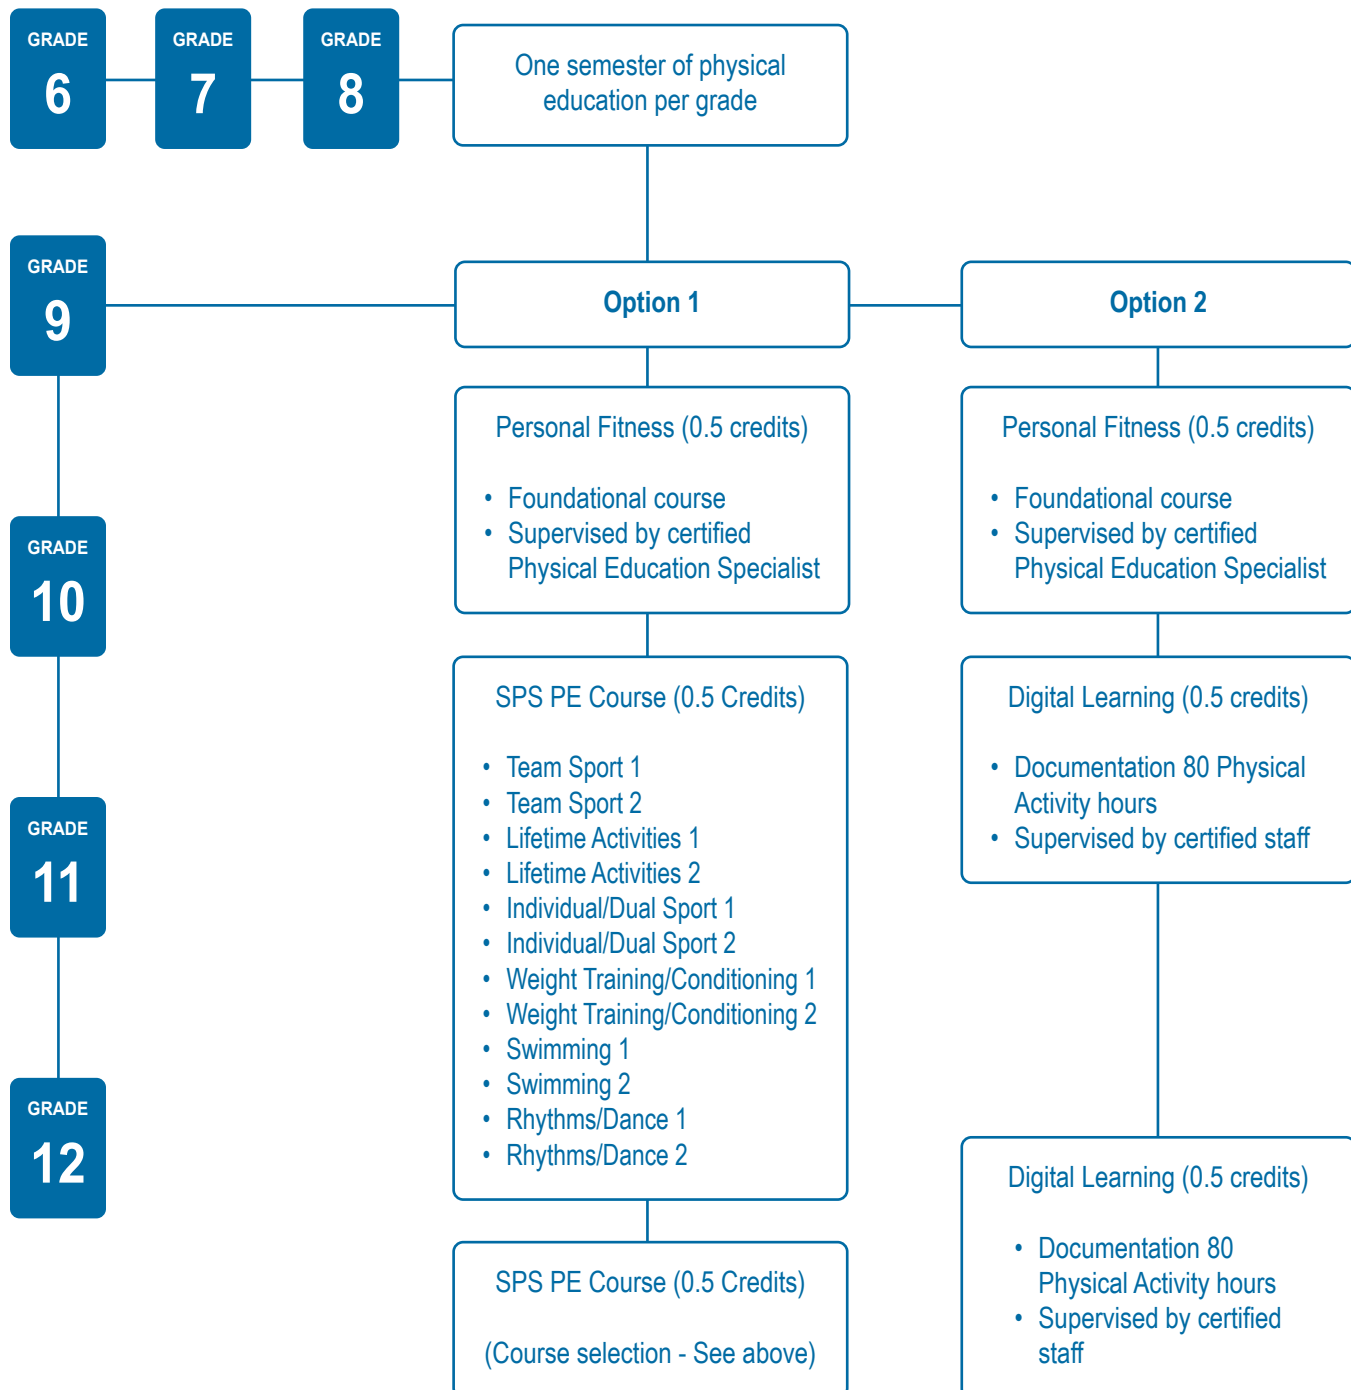 GRADE
6
GRADE
7
GRADE
8
One semester of physical
education per grade
GRADE
9
Option 1
Option 2
Personal Fitness (0.5 credits)
• Foundational course
• Supervised by certified
Physical Education Specialist
Personal Fitness (0.5 credits)
• Foundational course
• Supervised by certified
Physical Education Specialist
GRADE
10
SPS PE Course (0.5 Credits)
• Team Sport 1
• Team Sport 2
• Lifetime Activities 1
• Lifetime Activities 2
• Individual/Dual Sport 1
• Individual/Dual Sport 2
• Weight Training/Conditioning 1
• Weight Training/Conditioning 2
• Swimming 1
• Swimming 2
• Rhythms/Dance 1
• Rhythms/Dance 2
Digital Learning (0.5 credits)
• Documentation 80 Physical
Activity hours
• Supervised by certified staff
GRADE
11
GRADE
12
SPS PE Course (0.5 Credits)
(Course selection - See above)
Digital Learning (0.5 credits)
• Documentation 80
Physical Activity hours
• Supervised by certified
staff